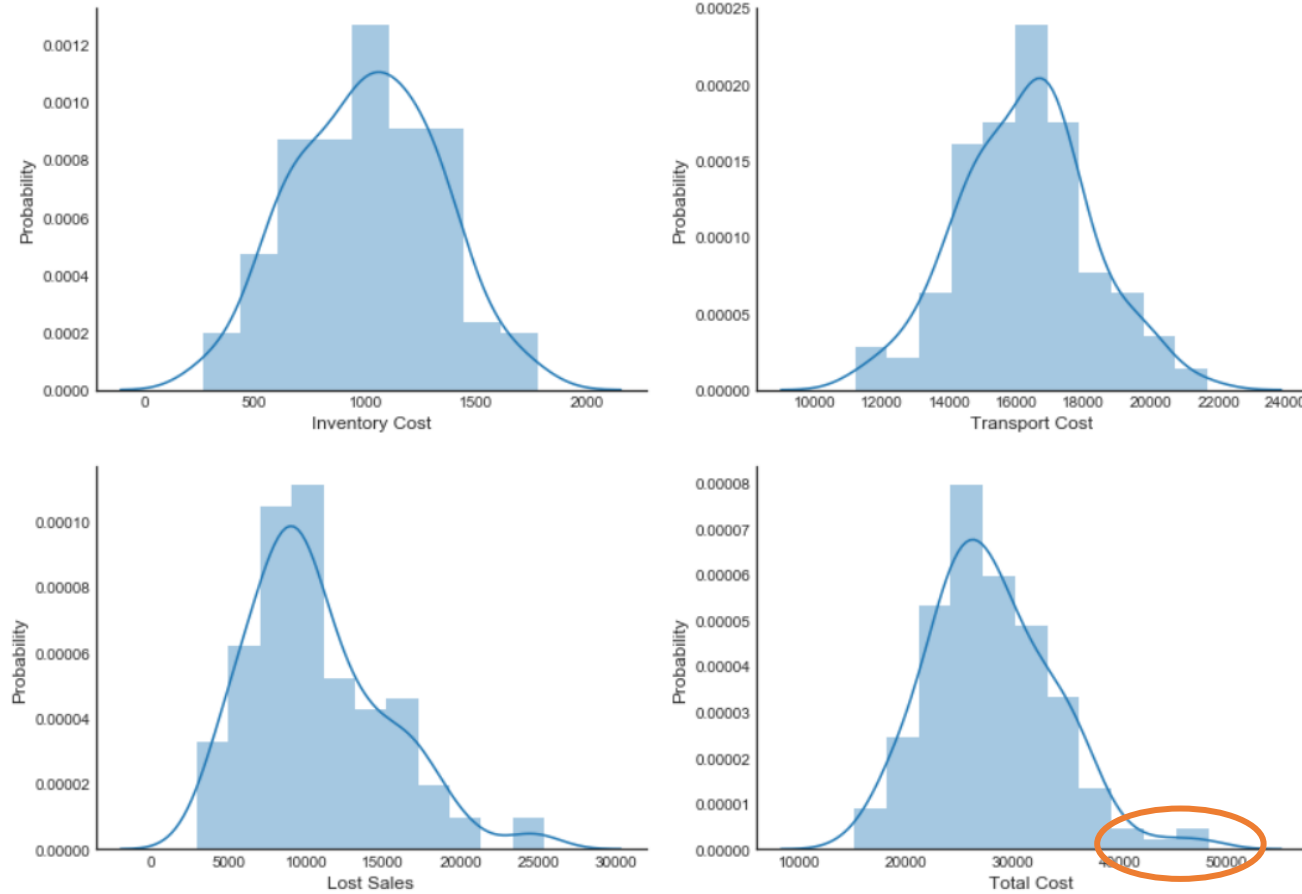 0.0012
0.0010
0.0008
0.0006
0.0004
0.0002
0.0000
Probability
0 500 1000 1500 2000
Inventory Cost
0.00025
0.00020
0.00015
0.00010
0.00005
0.00000
Probability
10000 12000 14000 16000 18000 20000 22000 24000
Transport Cost
0.00010
0.00008
0.00006
0.00004
0.00002
0.00000
Probability
0 5000 10000 15000 20000 25000 30000
Lost Sales
0.00008
0.00007
0.00006
0.00005
0.00004
0.00003
0.00002
0.00001
0.00000
Probability
10000 20000 30000 40000 50000
Total Cost